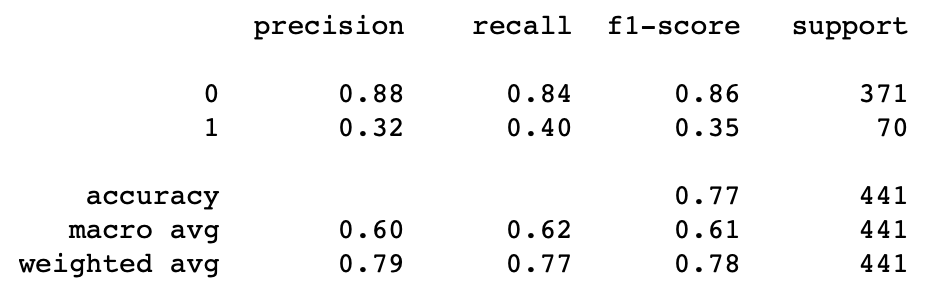 precision recall f1-score support
0 0.88 0.84 0.86 371
1 0.32 0.40 0.35 70
accuracy 0.77 441
macro avg 0.60 0.62 0.61 441
weighted avg 0.79 0.77 0.78 441